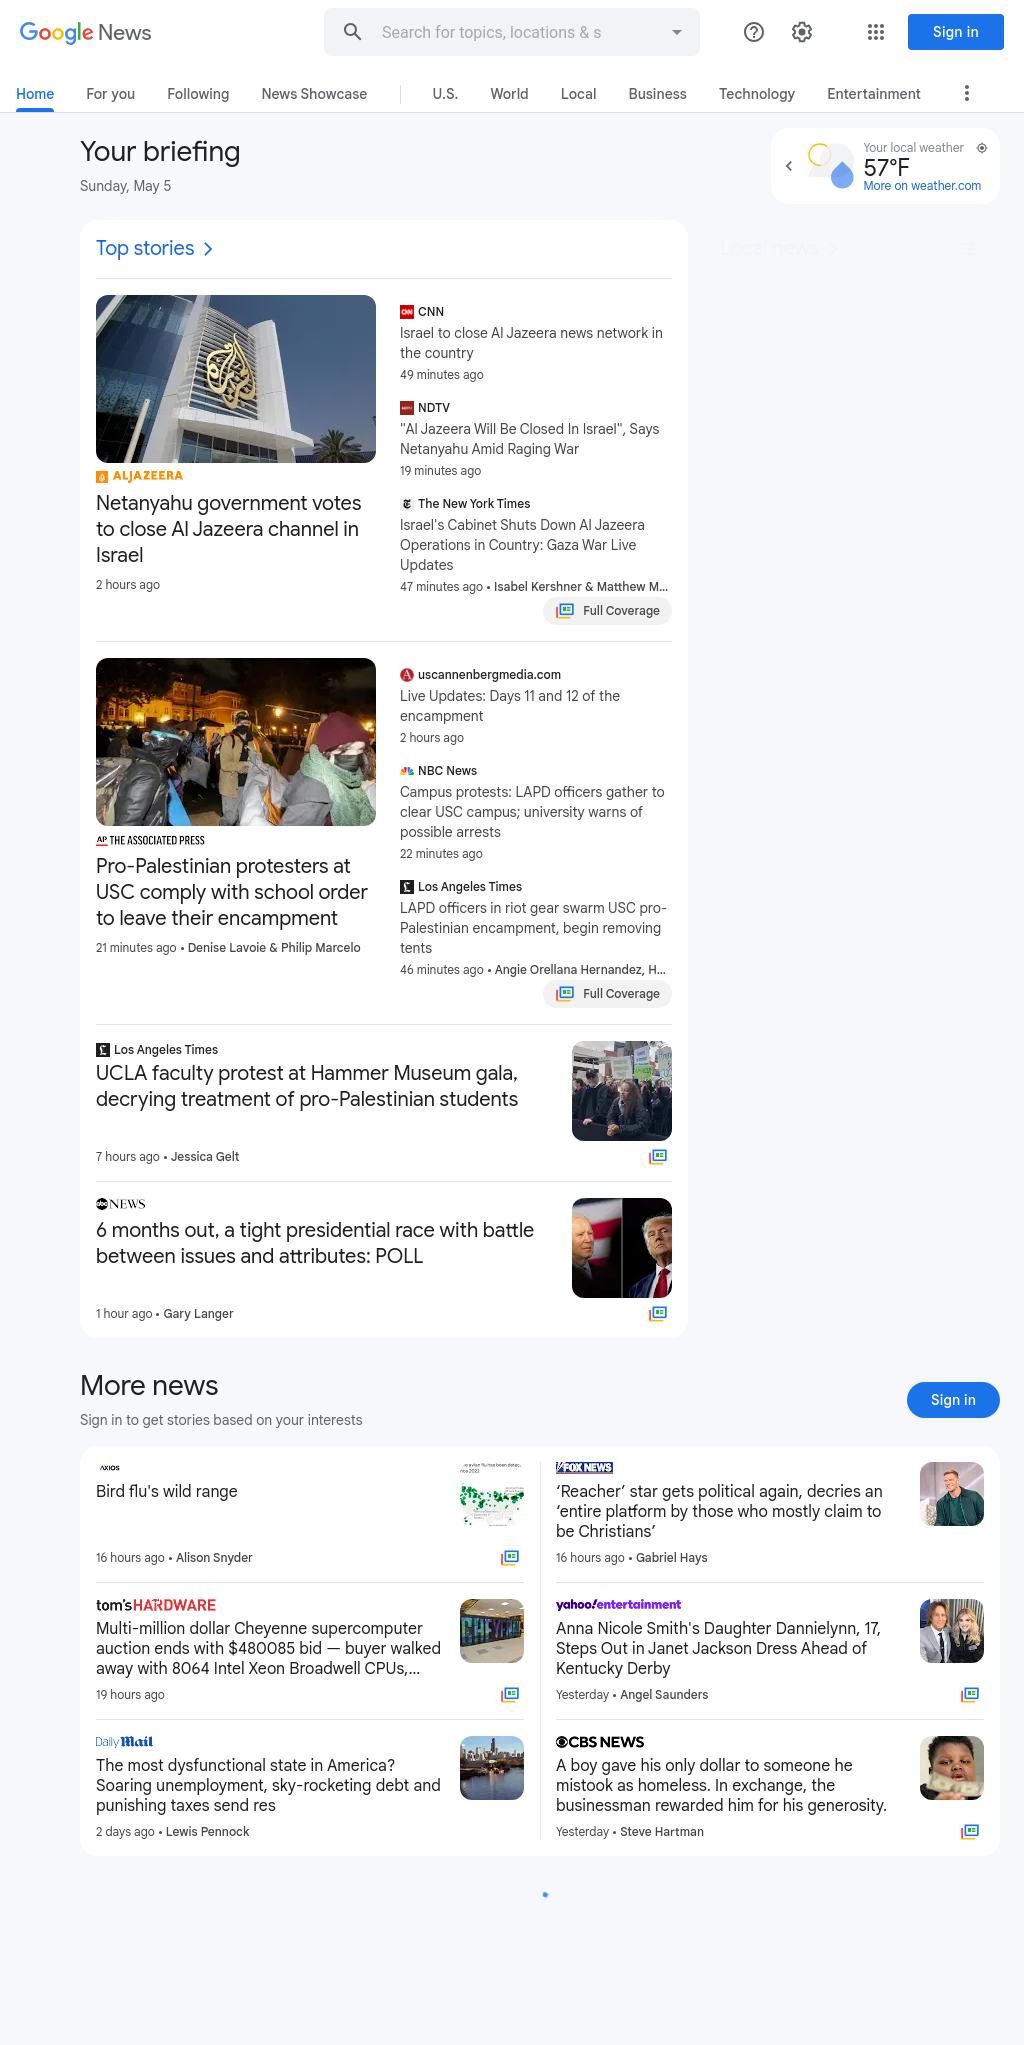 Google News
Search for topics, locations & s
Sign in
Home
For you
Following
News Showcase
U.S.
World
Local
Business
Technology
Entertainment
Your briefing
Sunday, May 5
Your local weather
57°F
More on weather.com
Top stories
Local news
ALJAZEERA
Netanyahu government votes
to close Al Jazeera channel in
Israel
2 hours ago
CNN
Israel to close Al Jazeera news network in
the country
49 minutes ago
NDTV
"Al Jazeera Will Be Closed In Israel", Says
Netanyahu Amid Raging War
19 minutes ago
The New York Times
Israel's Cabinet Shuts Down Al Jazeera
Operations in Country: Gaza War Live
Updates
47 minutes ago • Isabel Kershner & Matthew M...
Full Coverage
AP THE ASSOCIATED PRESS
Pro-Palestinian protesters at
USC comply with school order
to leave their encampment
21 minutes ago • Denise Lavoie & Philip Marcelo
uscannenbergmedia.com
Live Updates: Days 11 and 12 of the
encampment
2 hours ago
NBC News
Campus protests: LAPD officers gather to
clear USC campus; university warns of
possible arrests
22 minutes ago
Los Angeles Times
LAPD officers in riot gear swarm USC pro-
Palestinian encampment, begin removing
tents
46 minutes ago • Angie Orellana Hernandez, H...
Full Coverage
Los Angeles Times
UCLA faculty protest at Hammer Museum gala,
decrying treatment of pro-Palestinian students
7 hours ago • Jessica Gelt
abc NEWS
6 months out, a tight presidential race with battle
between issues and attributes: POLL
1 hour ago • Gary Langer
More news
Sign in to get stories based on your interests
Sign in
AXIOS
Bird flu's wild range
16 hours ago • Alison Snyder
FOX NEWS
‘Reacher’ star gets political again, decries an
‘entire platform by those who mostly claim to
be Christians’
16 hours ago • Gabriel Hays
tom's HARDWARE
Multi-million dollar Cheyenne supercomputer
auction ends with $480085 bid — buyer walked
away with 8064 Intel Xeon Broadwell CPUs,...
19 hours ago
yahoo!entertainment
Anna Nicole Smith's Daughter Dannielynn, 17,
Steps Out in Janet Jackson Dress Ahead of
Kentucky Derby
Yesterday • Angel Saunders
Daily Mail
The most dysfunctional state in America?
Soaring unemployment, sky-rocketing debt and
punishing taxes send res
2 days ago • Lewis Pennock
CBS NEWS
A boy gave his only dollar to someone he
mistook as homeless. In exchange, the
businessman rewarded him for his generosity.
Yesterday • Steve Hartman